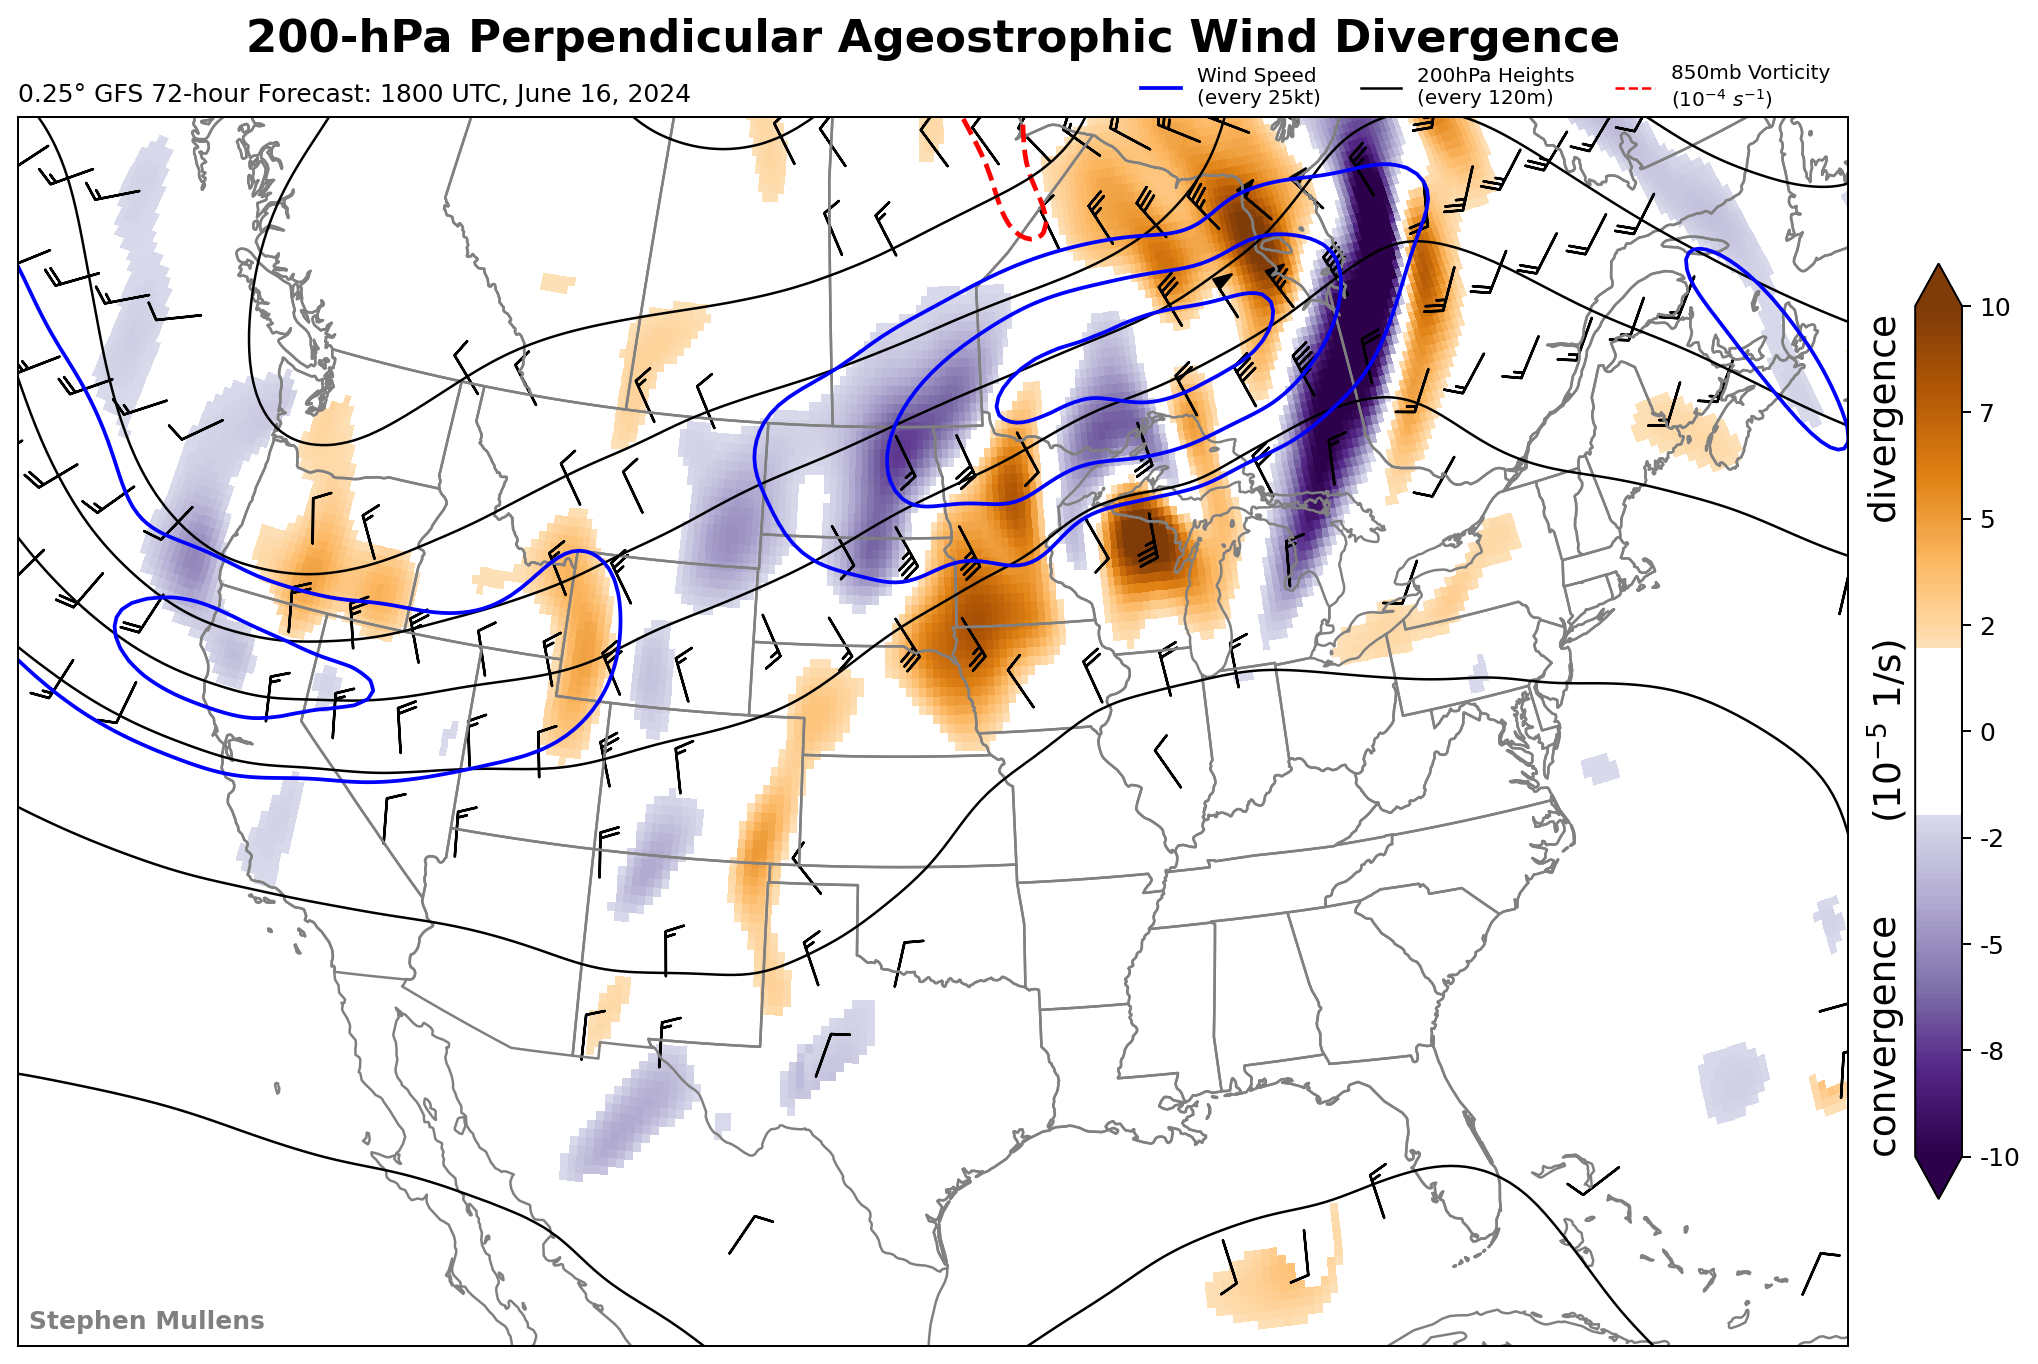 200-hPa Perpendicular Ageostrophic Wind Divergence
0.25° GFS 72-hour Forecast: 1800 UTC, June 16, 2024
Wind Speed
(every 25kt)
200hPa Heights
(every 120m)
850mb Vorticity
(10⁻⁴ s⁻¹)
10
7
5
2
0
-2
-5
-8
-10
convergence (10⁻⁵ 1/s) divergence
Stephen Mullens